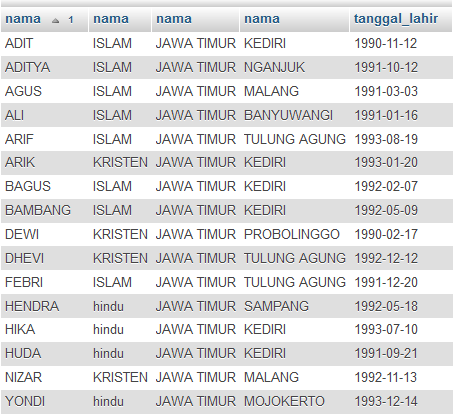 nama 1 nama nama nama tanggal_lahir
ADIT ISLAM JAWA TIMUR KEDIRI 1990-11-12
ADITYA ISLAM JAWA TIMUR NGANJUK 1991-10-12
AGUS ISLAM JAWA TIMUR MALANG 1991-03-03
ALI ISLAM JAWA TIMUR BANYUWANGI 1991-01-16
ARIF ISLAM JAWA TIMUR TULUNG AGUNG 1993-08-19
ARIK KRISTEN JAWA TIMUR KEDIRI 1993-01-20
BAGUS ISLAM JAWA TIMUR KEDIRI 1992-02-07
BAMBANG ISLAM JAWA TIMUR KEDIRI 1992-05-09
DEWI KRISTEN JAWA TIMUR PROBOLINGGO 1990-02-17
DHEVI KRISTEN JAWA TIMUR TULUNG AGUNG 1992-12-12
FEBRI ISLAM JAWA TIMUR TULUNG AGUNG 1991-12-20
HENDRA hindu JAWA TIMUR SAMPANG 1992-05-18
HIKA hindu JAWA TIMUR KEDIRI 1993-07-10
HUDA hindu JAWA TIMUR KEDIRI 1991-09-21
NIZAR KRISTEN JAWA TIMUR MALANG 1992-11-13
YONDI hindu JAWA TIMUR MOJOKERTO 1993-12-14